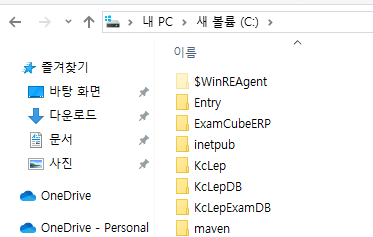 내 PC > 새 볼륨 (C:) >
이름
즐겨찾기
바탕 화면
다운로드
문서
사진
OneDrive
OneDrive - Personal
$WinREAgent
Entry
ExamCubeERP
inetpub
KcLep
KcLepDB
KcLepExamDB
maven